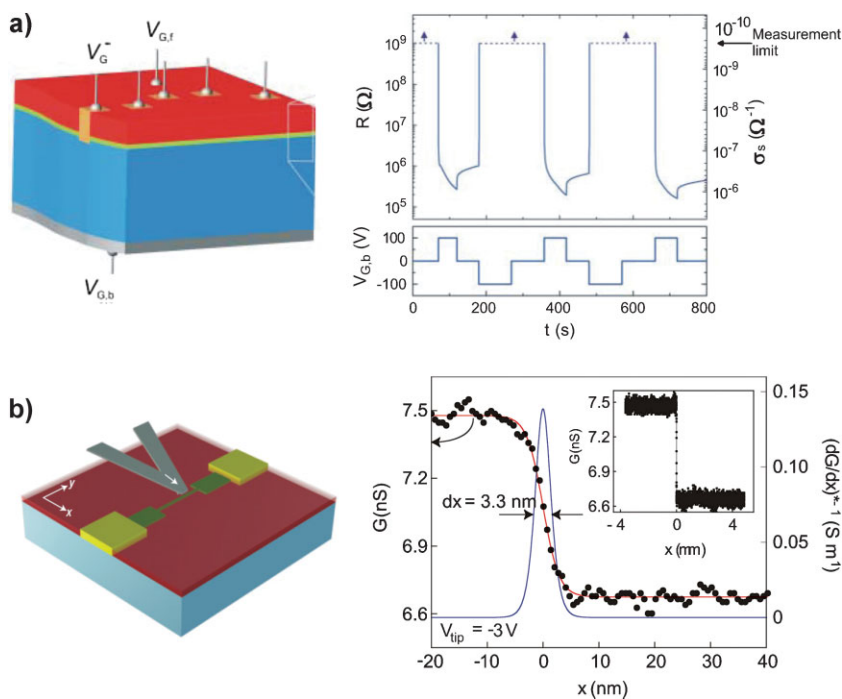 a)
V_G^-
V_G,f
V_G,b
R (Ω)
10^9
10^8
10^7
10^6
10^5
10^-10
10^-9
10^-8
10^-7
10^-6
σ_s (Ω^-1)
Measurement
limit
V_G,b (V)
100
0
-100
0 200 400 600 800
t (s)
b)
y
x
G(nS)
7.5
7.2
6.9
6.6
dx = 3.3 nm
V_tip = -3 V
-20 -10 0 10 20 30 40
x (nm)
0.15
0.10
0.05
0
(dG/dx)*-1 (S m^1)
G(nS)
7.5
7.2
6.9
6.6
- 4 0 4
x (mm)